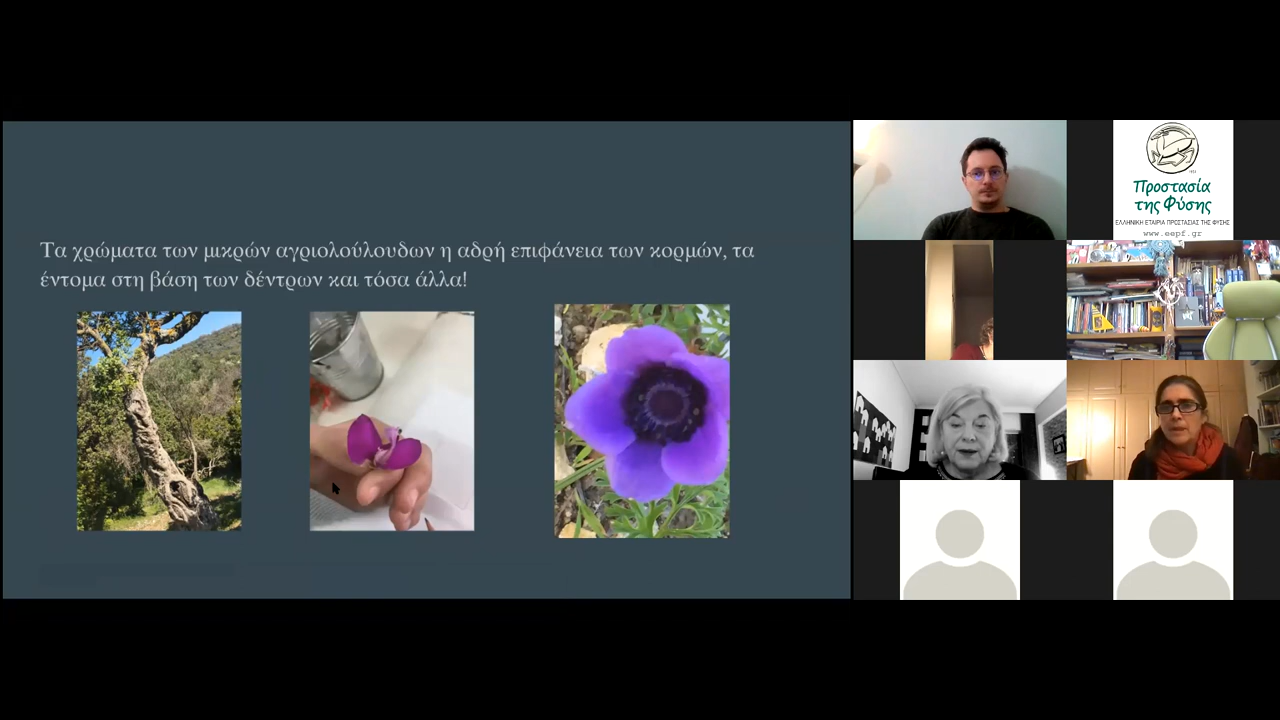 Τα χρώματα των μικρών αγριολούλουδων η αδρή επιφάνεια των κορμών, τα
έντομα στη βάση των δέντρων και τόσα άλλα!
Προστασία
της Φύσης
ΕΛΛΗΝΙΚΗ ΕΤΑΙΡΙΑ ΠΡΟΣΤΑΣΙΑΣ ΤΗΣ ΦΥΣΗΣ
www.eepf.gr